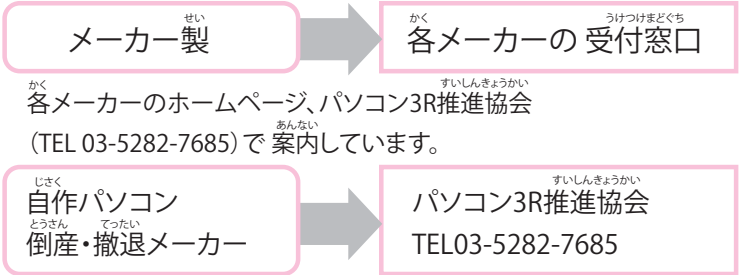 メーカー製
各メーカーの 受付窓口
各メーカーのホームページ、パソコン3R推進協会
（TEL 03-5282-7685）で 案内しています。
自作パソコン
倒産・撤退メーカー
パソコン3R推進協会
TEL03-5282-7685